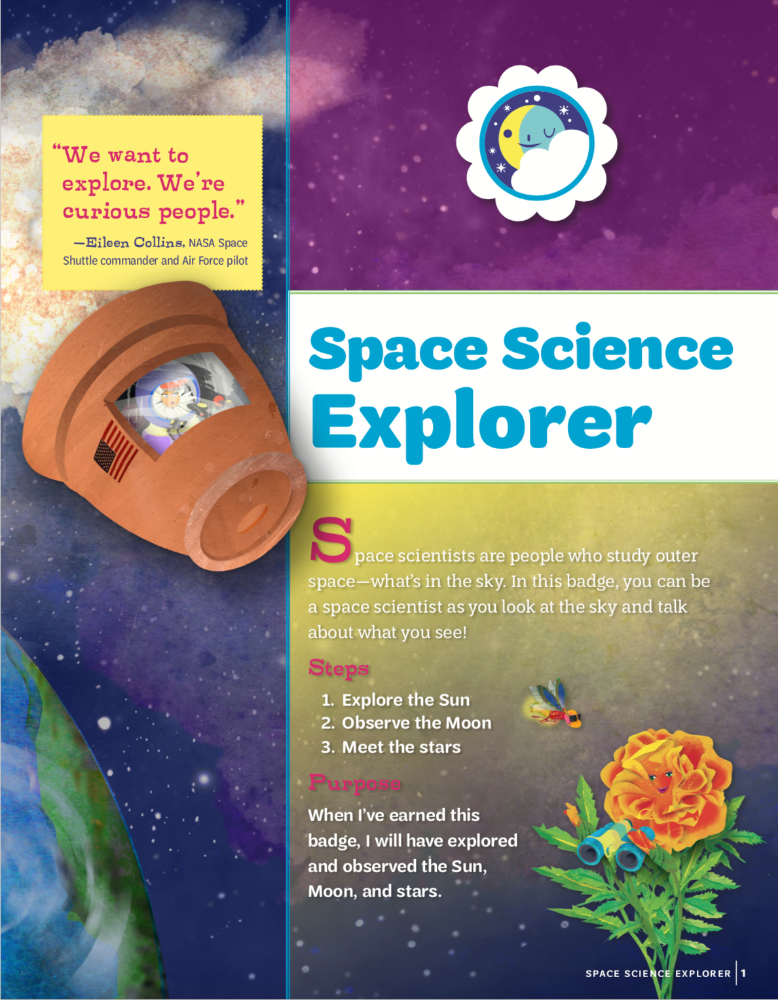 “We want to
explore. We’re
curious people.”
—Eileen Collins, NASA Space
Shuttle commander and Air Force pilot
Space Science
Explorer
Space scientists are people who study outer
space—what’s in the sky. In this badge, you can be
a space scientist as you look at the sky and talk
about what you see!
Steps
1. Explore the Sun
2. Observe the Moon
3. Meet the stars
Purpose
When I’ve earned this
badge, I will have explored
and observed the Sun,
Moon, and stars.
SPACE SCIENCE EXPLORER 1